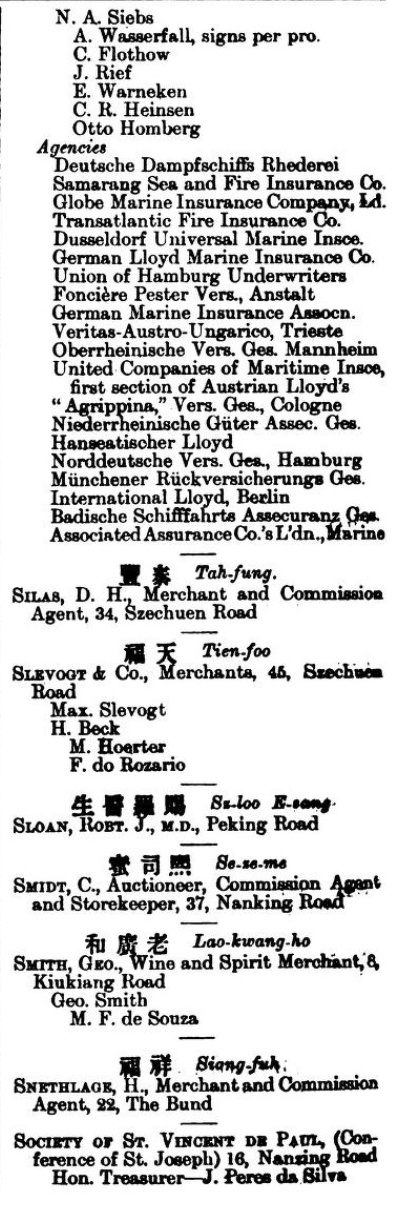 N. A. Siebs
A. Wasserfall, signs per pro.
C. Flothow
J. Rief
E. Warneken
C. R. Heinsen
Otto Homberg
Agencies
Deutsche Dampfschiffs Rhederei
Samarang Sea and Fire Insurance Co.
Globe Marine Insurance Company, Ld.
Transatlantic Fire Insurance Co.
Dusseldorf Universal Marine Insce.
German Lloyd Marine Insurance Co.
Union of Hamburg Underwriters
Foncière Pester Vers., Anstalt
German Marine Insurance Assocn.
Veritas-Austro-Ungarico, Trieste
Oberrheinische Vers. Ges. Mannheim
United Companies of Maritime Insce,
first section of Austrian Lloyd's
"Agrippina," Vers. Ges., Cologne
Niederrheinische Güter Assec. Ges.
Hanseatischer Lloyd
Norddeutsche Vers. Ges., Hamburg
Münchener Rückversicherungs Ges.
International Lloyd, Berlin
Badische Schifffahrts Assecuranz Ges.
Associated Assurance Co.'s L'dn., Marine
豐泰 Tah-fung.
SILAS, D. H., Merchant and Commission
Agent, 34, Szechuen Road
福天 Tien-foo
SLEVOGT & Co., Merchants, 45, Szechuen
Road
Max. Slevogt
H. Beck
M. Hoerter
F. do Rozario
生醫羅賜 Sz-loo E-sang.
SLOAN, ROBT. J., M.D., Peking Road
蜜司熙 Se-ze-me
SMIDT, C., Auctioneer, Commission Agent
and Storekeeper, 37, Nanking Road
和廣老 Lao-kwang-ho
SMITH, GEO., Wine and Spirit Merchant, 8,
Kiukiang Road
Geo. Smith
M. F. de Souza
福祥 Siang-fuh.
SNETHLAGE, H., Merchant and Commission
Agent, 22, The Bund
SOCIETY OF ST. VINCENT DE PAUL, (Con-
ference of St. Joseph) 16, Nanzing Road
Hon. Treasurer—J. Peres da Silva